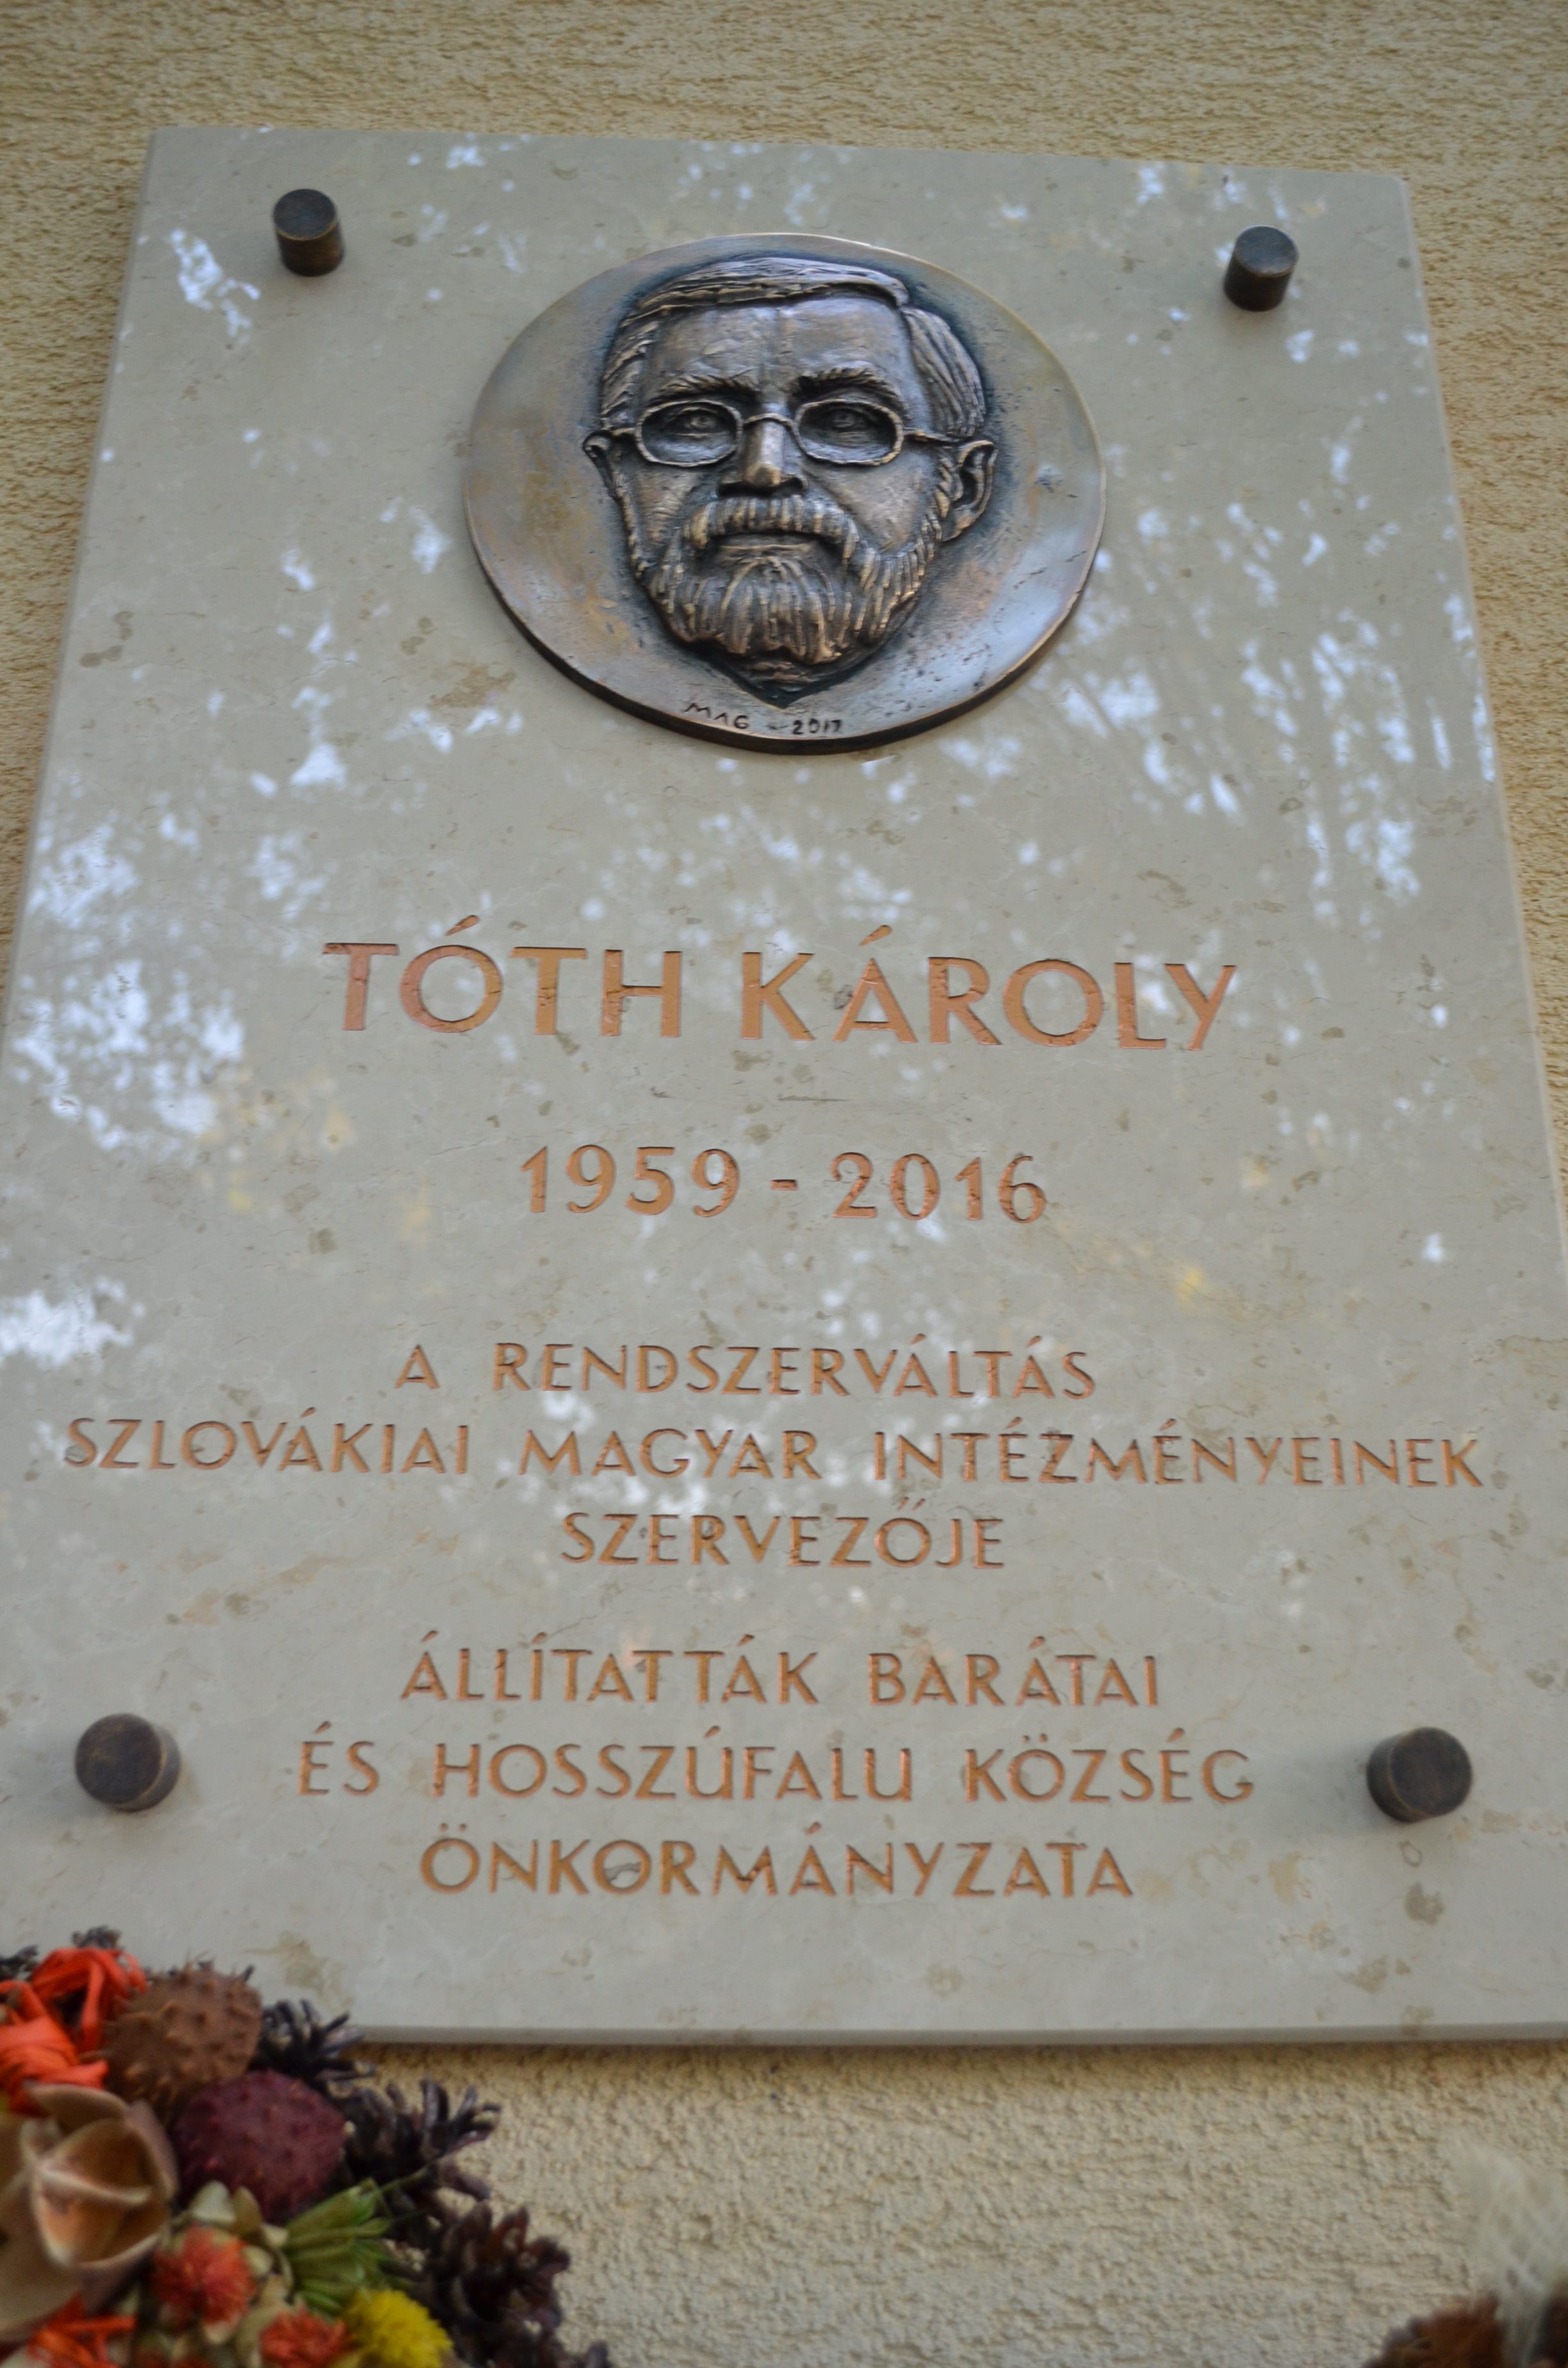 MAG - 2017
TÓTH KÁROLY
1959 - 2016
A RENDSZERVÁLTÁS
SZLOVÁKIAI MAGYAR INTÉZMÉNYEINEK
SZERVEZŐJE
ÁLLÍTATTÁK BARÁTAI
ÉS HOSSZÚFALU KÖZSÉG
ÖNKORMÁNYZATA